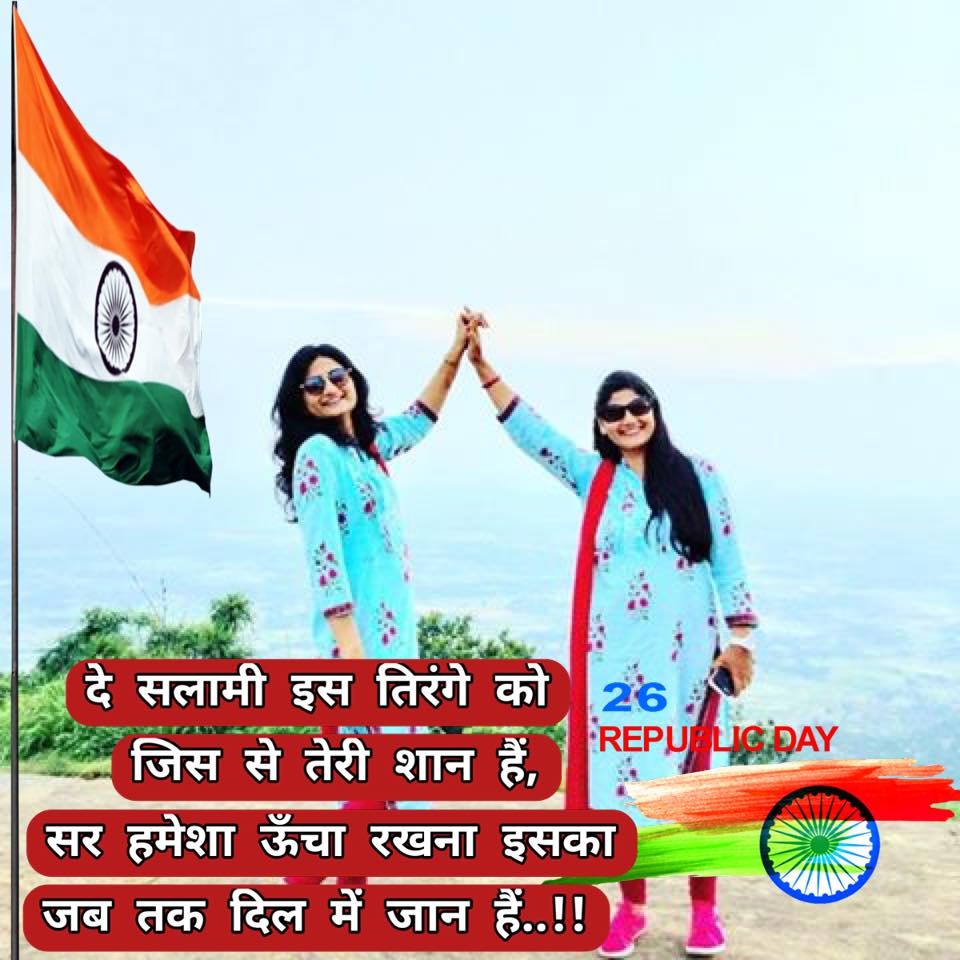 दे सलामी इस तिरंगे को
जिस से तेरी शान हैं,
सर हमेशा ऊँचा रखना इसका
जब तक दिल में जान हैं..!!
26
REPUBLIC DAY